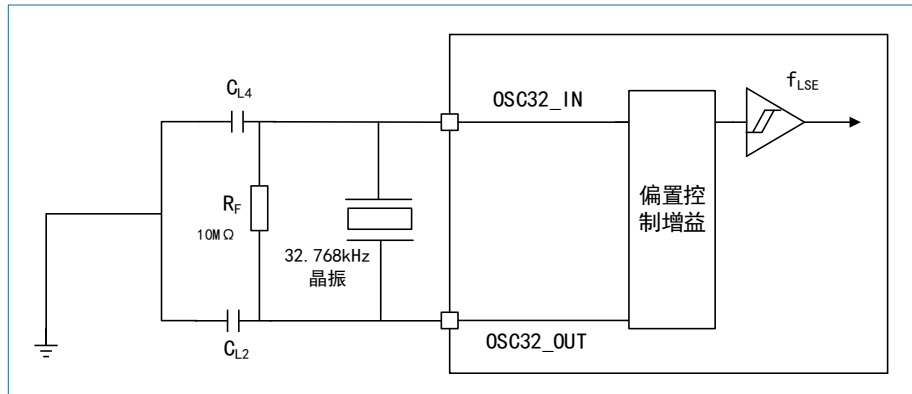 C_L4
OSC32_IN
f_LSE
R_F
10MΩ
偏置控
制增益
32.768kHz
晶振
C_L2
OSC32_OUT